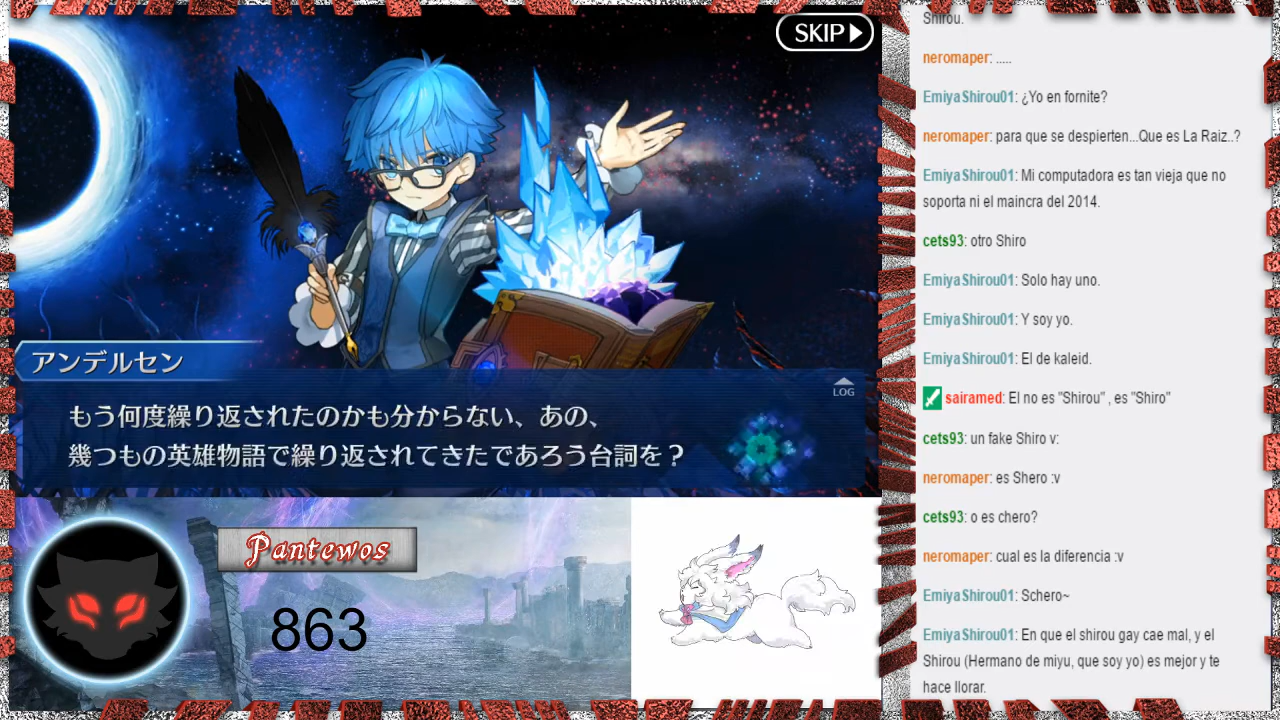 SKIP
アンデルセン
LOG
もう何度繰り返されたのかも分からない、あの、
幾つもの英雄物語で繰り返されてきたであろう台詞を？
Pantewos
863
Shirou.
neromaper: .....
EmiyaShirou01: ¿Yo en fornite?
neromaper: para que se despierten...Que es La Raiz..?
EmiyaShirou01: Mi computadora es tan vieja que no
soporta ni el maincra del 2014.
cets93: otro Shiro
EmiyaShirou01: Solo hay uno.
EmiyaShirou01: Y soy yo.
EmiyaShirou01: El de kaleid.
sairamed: El no es "Shirou" , es "Shiro"
cets93: un fake Shiro v:
neromaper: es Shero :v
cets93: o es chero?
neromaper: cual es la diferencia :v
EmiyaShirou01: Schero~
EmiyaShirou01: En que el shirou gay cae mal, y el
Shirou (Hermano de miyu, que soy yo) es mejor y te
hace llorar.